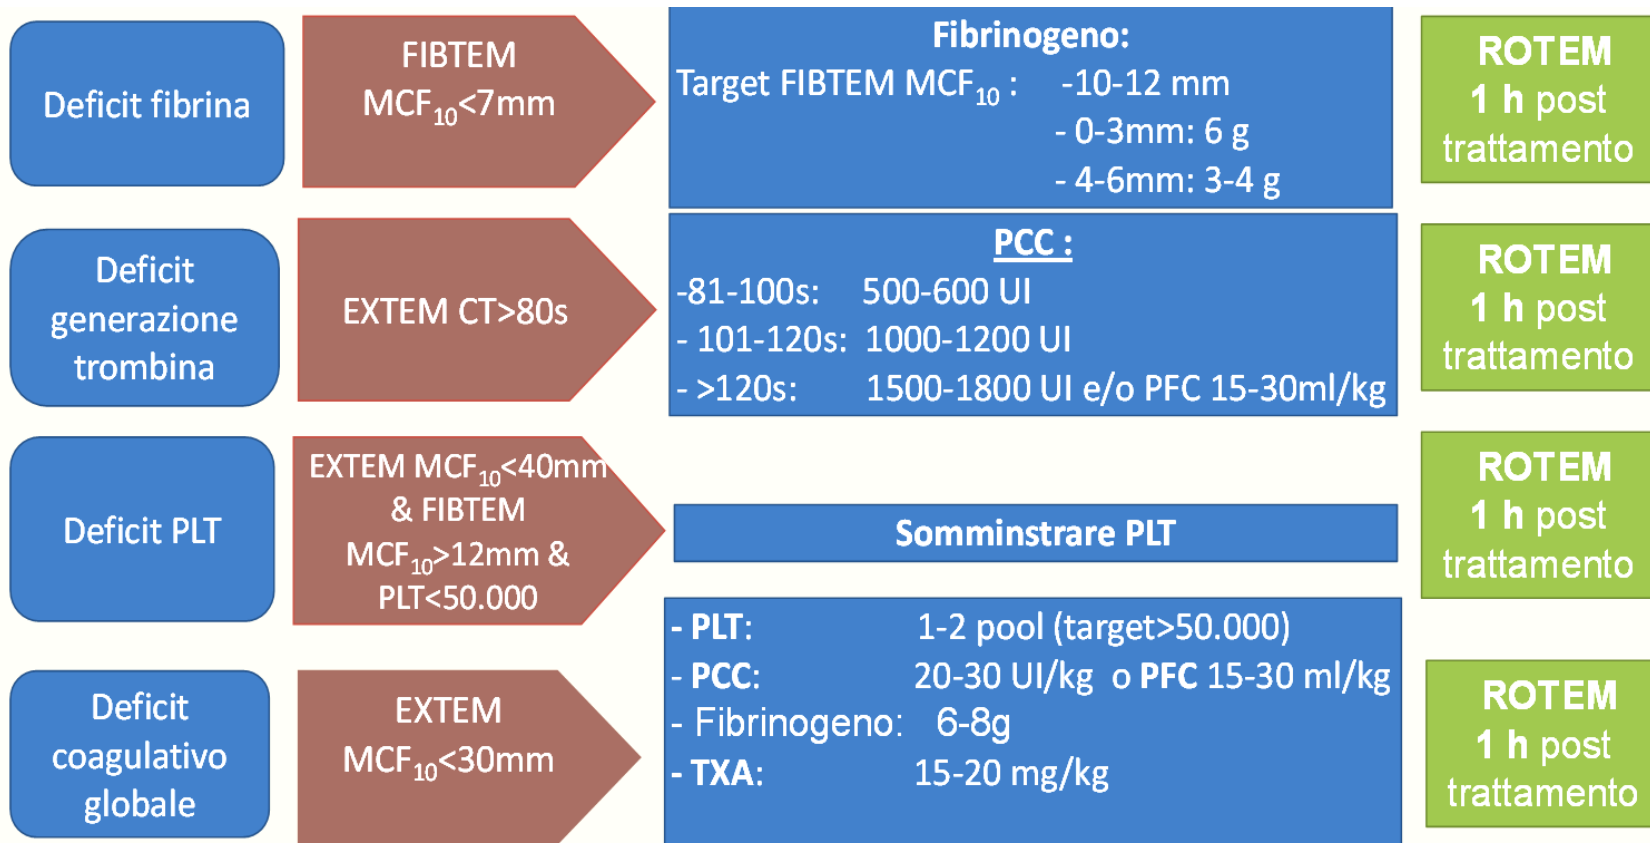 Deficit fibrina
FIBTEM
MCF10<7mm
Fibrinogeno:
Target FIBTEM MCF10 : -10-12 mm
- 0-3mm: 6 g
- 4-6mm: 3-4 g
ROTEM
1 h post
trattamento
Deficit
generazione
trombina
EXTEM CT>80s
PCC :
-81-100s: 500-600 UI
- 101-120s: 1000-1200 UI
- >120s: 1500-1800 UI e/o PFC 15-30ml/kg
ROTEM
1 h post
trattamento
Deficit PLT
EXTEM MCF10<40mm
& FIBTEM
MCF10>12mm &
PLT<50.000
Somminstrare PLT
ROTEM
1 h post
trattamento
Deficit
coagulativo
globale
EXTEM
MCF10<30mm
- PLT: 1-2 pool (target>50.000)
- PCC: 20-30 UI/kg o PFC 15-30 ml/kg
- Fibrinogeno: 6-8g
- TXA: 15-20 mg/kg
ROTEM
1 h post
trattamento